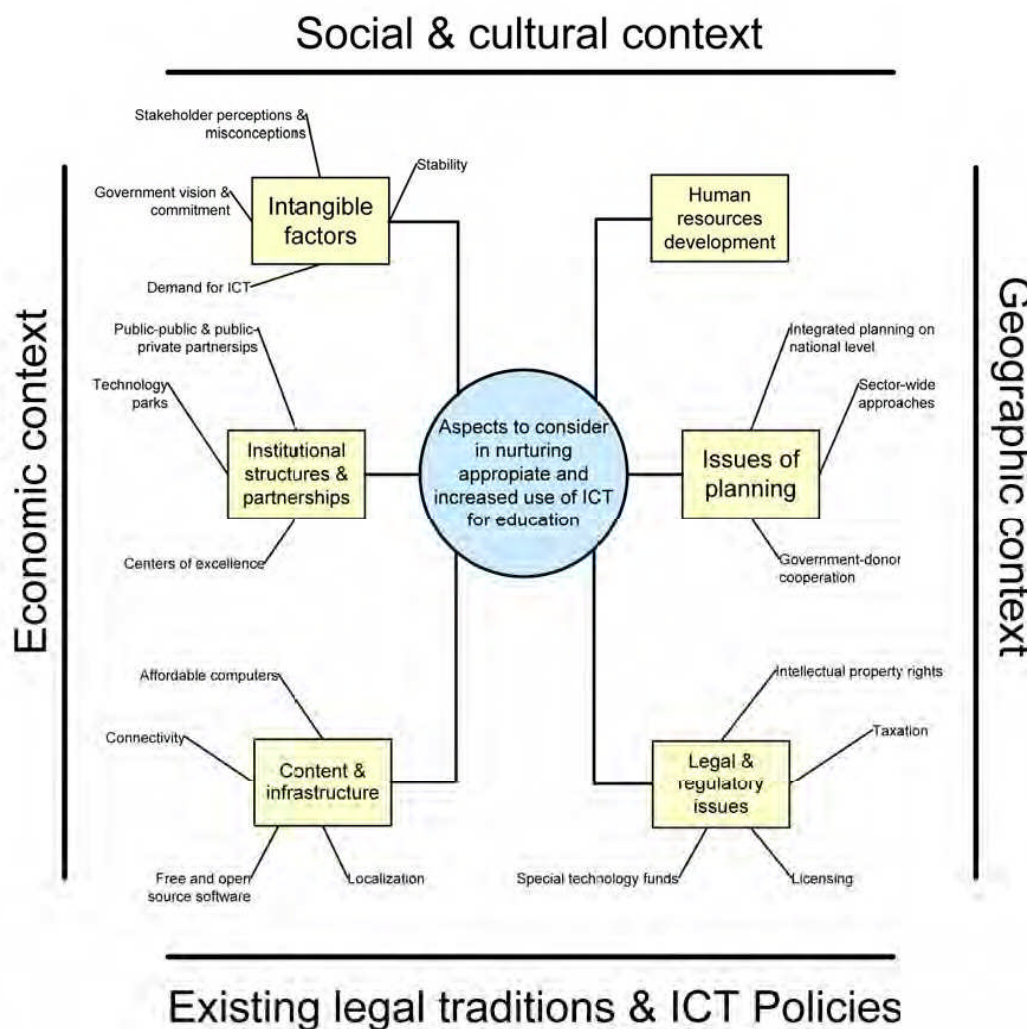 Social & cultural context
Stakeholder perceptions &
misconceptions
Stability
Government vision &
commitment
Intangible
factors
Demand for ICT
Human
resources
development
Economic context
Geographic context
Public-public & public-
private partnerships
Technology
parks
Institutional
structures &
partnerships
Centers of excellence
Aspects to consider
in nurturing
appropiate and
increased use of ICT
for education
Integrated planning on
national level
Sector-wide
approaches
Issues of
planning
Government-donor
cooperation
Affordable computers
Connectivity
Content &
infrastructure
Free and open
source software
Localization
Intellectual property rights
Taxation
Legal &
regulatory
issues
Special technology funds
Licensing
Existing legal traditions & ICT Policies